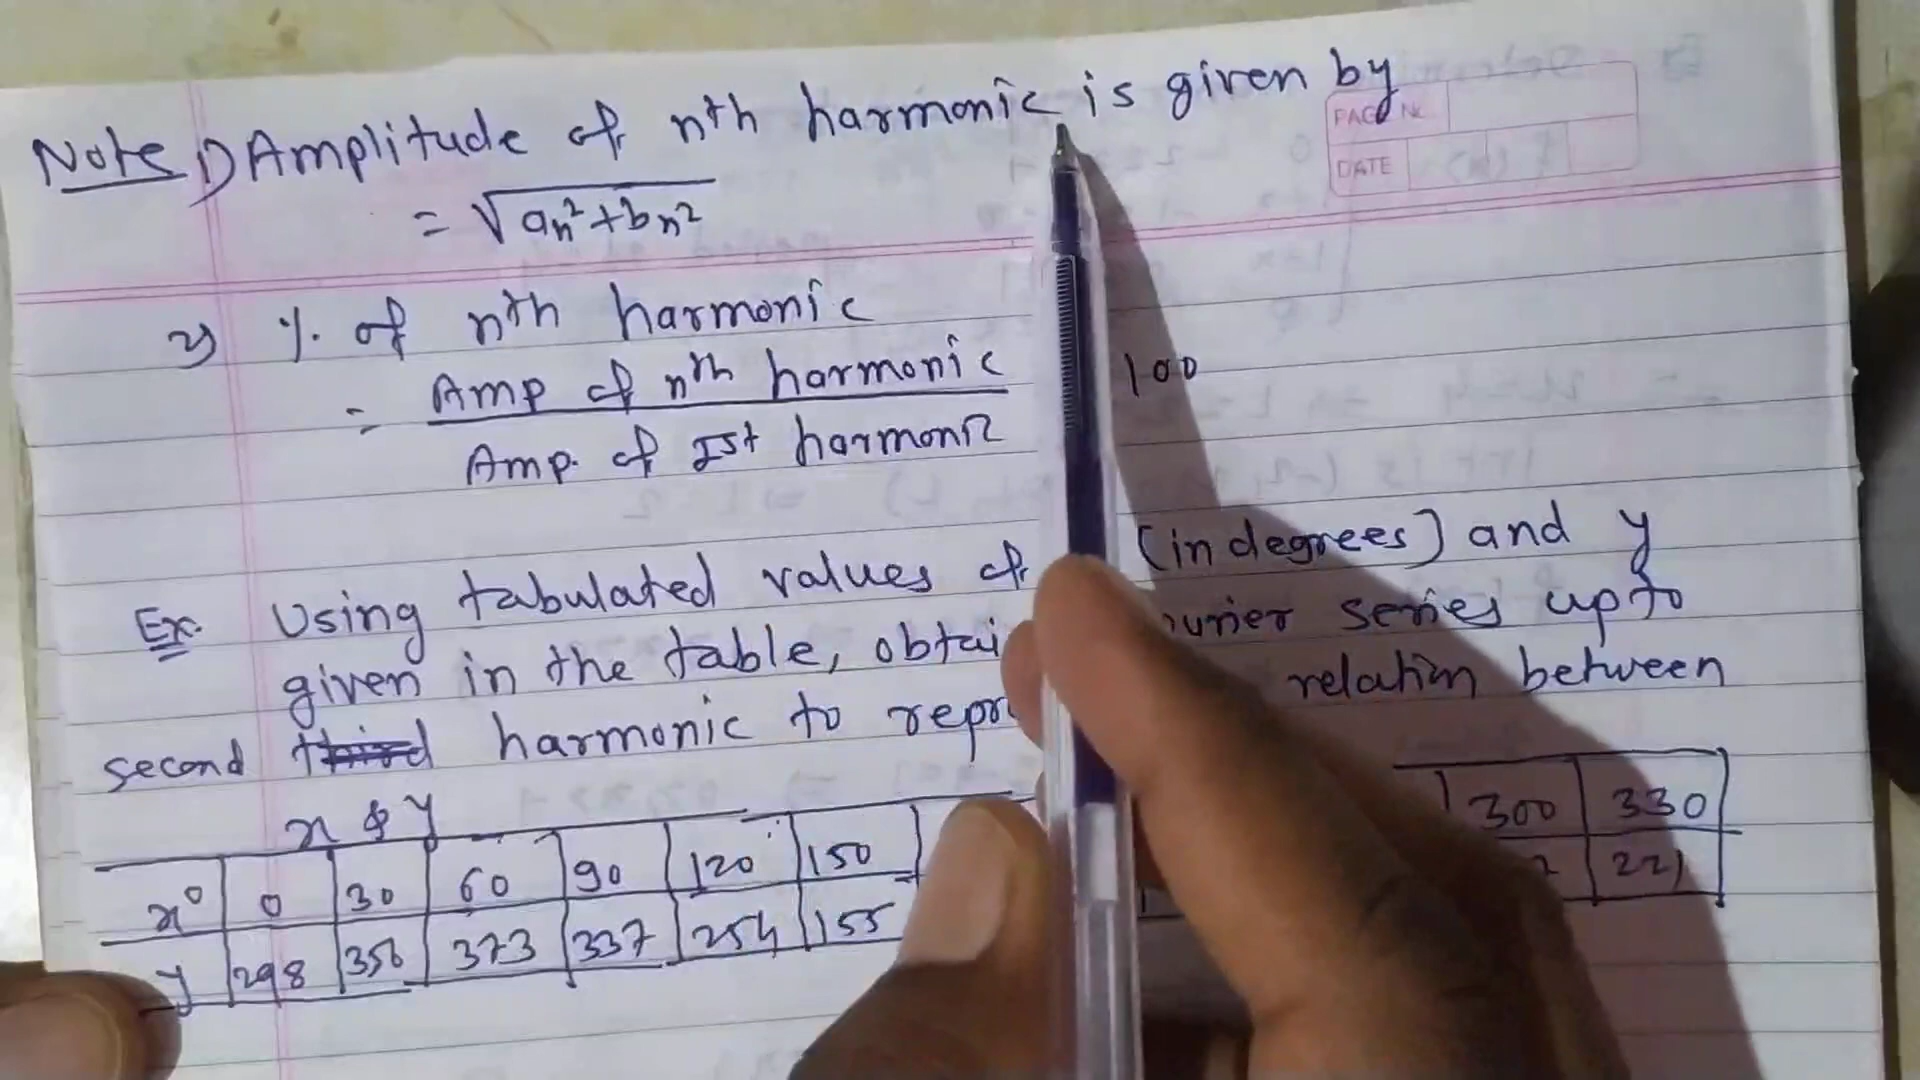 Note 1) Amplitude of nth harmonic is given by
PAGE No.
DATE
= √an²+bn²
2) % of nth harmonic
= Amp of nth harmonic 100
Amp. of Ist harmonic
Ex. Using tabulated values of (in degrees) and y
given in the table, obtai urier series upto
second third harmonic to repr relation between
x & y
x° 0 30 60 90 120 150 300 330
y 298 356 373 337 254 155 2 221